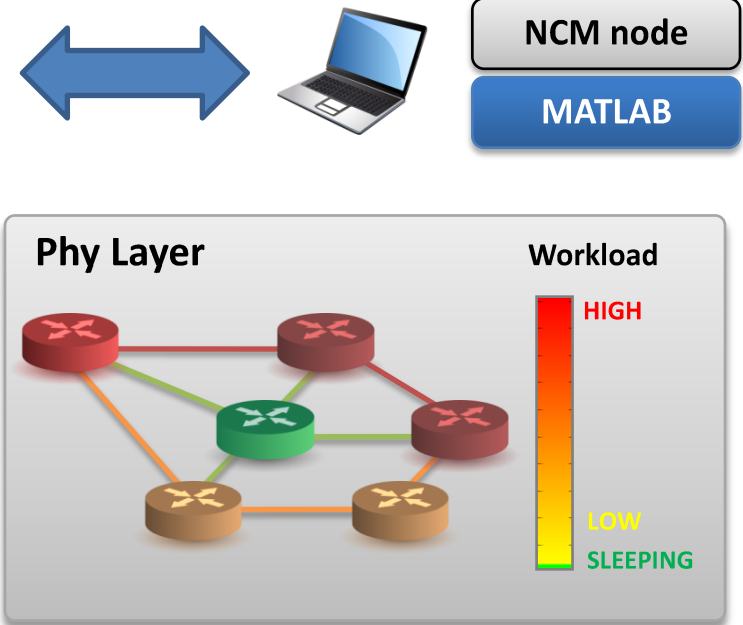 NCM node
MATLAB
Phy Layer
Workload
HIGH
LOW
SLEEPING